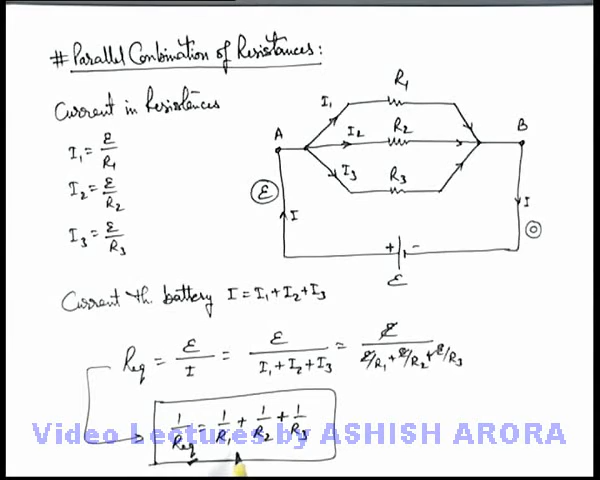 # Parallel Combination of Resistances:
Current in Resistances
I₁ = ε/R₁
I₂ = ε/R₂
I₃ = ε/R₃
I₁ R₁
A I₂ R₂ B
I₃ R₃
ε I I 0
+ -
ε
Current th. battery I = I₁ + I₂ + I₃
Req = ε/I = ε/(I₁ + I₂ + I₃) = ε/(ε/R₁ + ε/R₂ + ε/R₃)
1/Req = 1/R₁ + 1/R₂ + 1/R₃
Video Lectures by ASHISH ARORA